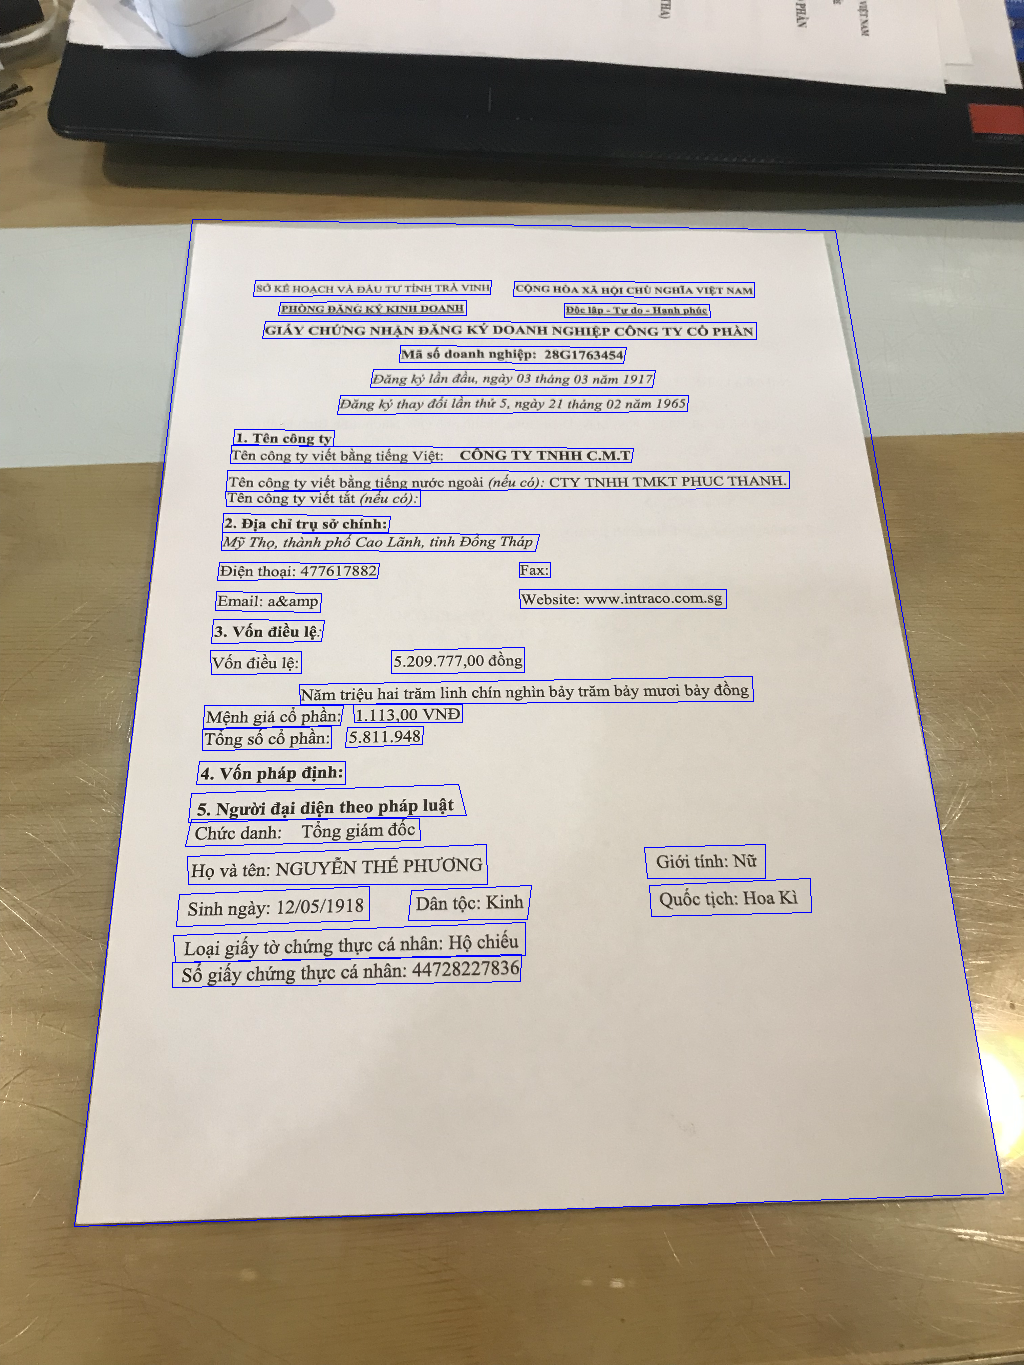 VIỆT NAM
PHẦN
THA)
SỞ KẾ HOẠCH VÀ ĐẦU TƯ TỈNH TRÀ VINH CỘNG HÒA XÃ HỘI CHỦ NGHĨA VIỆT NAM
PHÒNG ĐĂNG KÝ KINH DOANH Độc lập - Tự do - Hạnh phúc
GIẤY CHỨNG NHẬN ĐĂNG KÝ DOANH NGHIỆP CÔNG TY CỔ PHẦN
Mã số doanh nghiệp: 28G1763454
Đăng ký lần đầu, ngày 03 tháng 03 năm 1917
Đăng ký thay đổi lần thứ 5, ngày 21 tháng 02 năm 1965
1. Tên công ty
Tên công ty viết bằng tiếng Việt: CÔNG TY TNHH C.M.T
Tên công ty viết bằng tiếng nước ngoài (nếu có): CTY TNHH TMKT PHUC THANH.
Tên công ty viết tắt (nếu có):
2. Địa chỉ trụ sở chính:
Mỹ Thọ, thành phố Cao Lãnh, tỉnh Đồng Tháp
Điện thoại: 477617882 Fax:
Email: a&amp Website: www.intraco.com.sg
3. Vốn điều lệ:
Vốn điều lệ: 5.209.777,00 đồng
Năm triệu hai trăm linh chín nghìn bảy trăm bảy mươi bảy đồng
Mệnh giá cổ phần: 1.113,00 VNĐ
Tổng số cổ phần: 5.811.948
4. Vốn pháp định:
5. Người đại diện theo pháp luật
Chức danh: Tổng giám đốc
Họ và tên: NGUYỄN THẾ PHƯƠNG Giới tính: Nữ
Sinh ngày: 12/05/1918 Dân tộc: Kinh Quốc tịch: Hoa Kì
Loại giấy tờ chứng thực cá nhân: Hộ chiếu
Số giấy chứng thực cá nhân: 44728227836